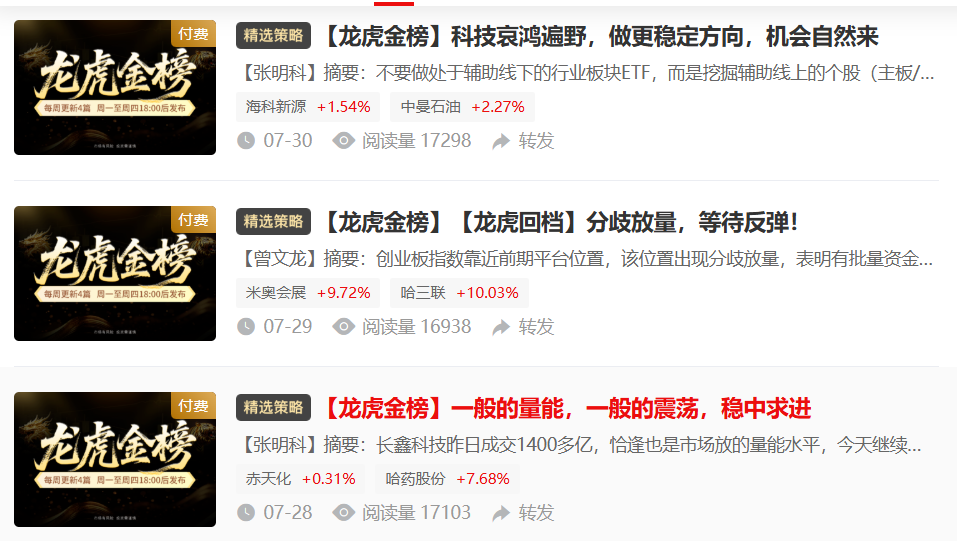 付费
龙虎金榜
每周更新4篇 周一至周四18:00后发布
精选策略 【龙虎金榜】科技哀鸿遍野，做更稳定方向，机会自然来
【张明科】摘要：不要做处于辅助线下的行业板块ETF，而是挖掘辅助线上的个股（主板/...
海科新源 +1.54% 中曼石油 +2.27%
07-30 阅读量 17298 转发
付费
龙虎金榜
每周更新4篇 周一至周四18:00后发布
精选策略 【龙虎金榜】【龙虎回档】分歧放量，等待反弹！
【曾文龙】摘要：创业板指数靠近前期平台位置，该位置出现分歧放量，表明有批量资金...
米奥会展 +9.72% 哈三联 +10.03%
07-29 阅读量 16938 转发
付费
龙虎金榜
每周更新4篇 周一至周四18:00后发布
精选策略 【龙虎金榜】一般的量能，一般的震荡，稳中求进
【张明科】摘要：长鑫科技昨日成交1400多亿，恰逢也是市场放的量能水平，今天继续...
赤天化 +0.31% 哈药股份 +7.68%
07-28 阅读量 17103 转发